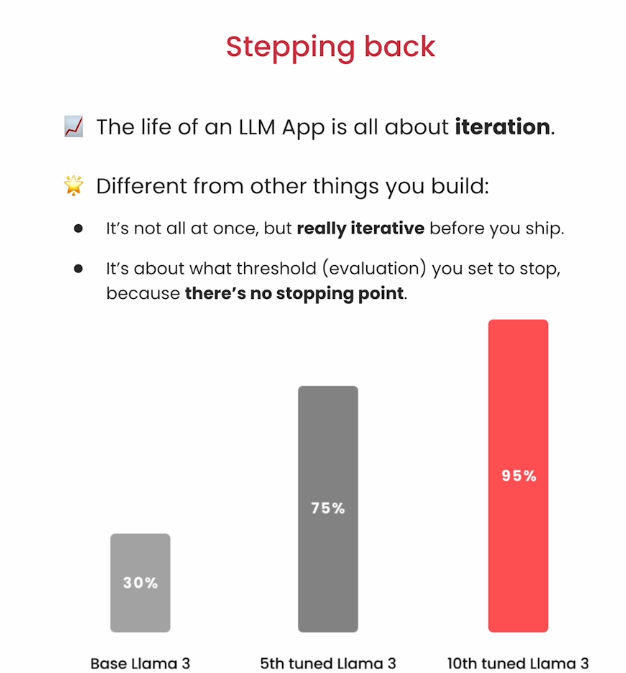 Stepping back
📈 The life of an LLM App is all about iteration.
🌟 Different from other things you build:
● It’s not all at once, but really iterative before you ship.
● It’s about what threshold (evaluation) you set to stop,
because there’s no stopping point.
30%
75%
95%
Base Llama 3
5th tuned Llama 3
10th tuned Llama 3